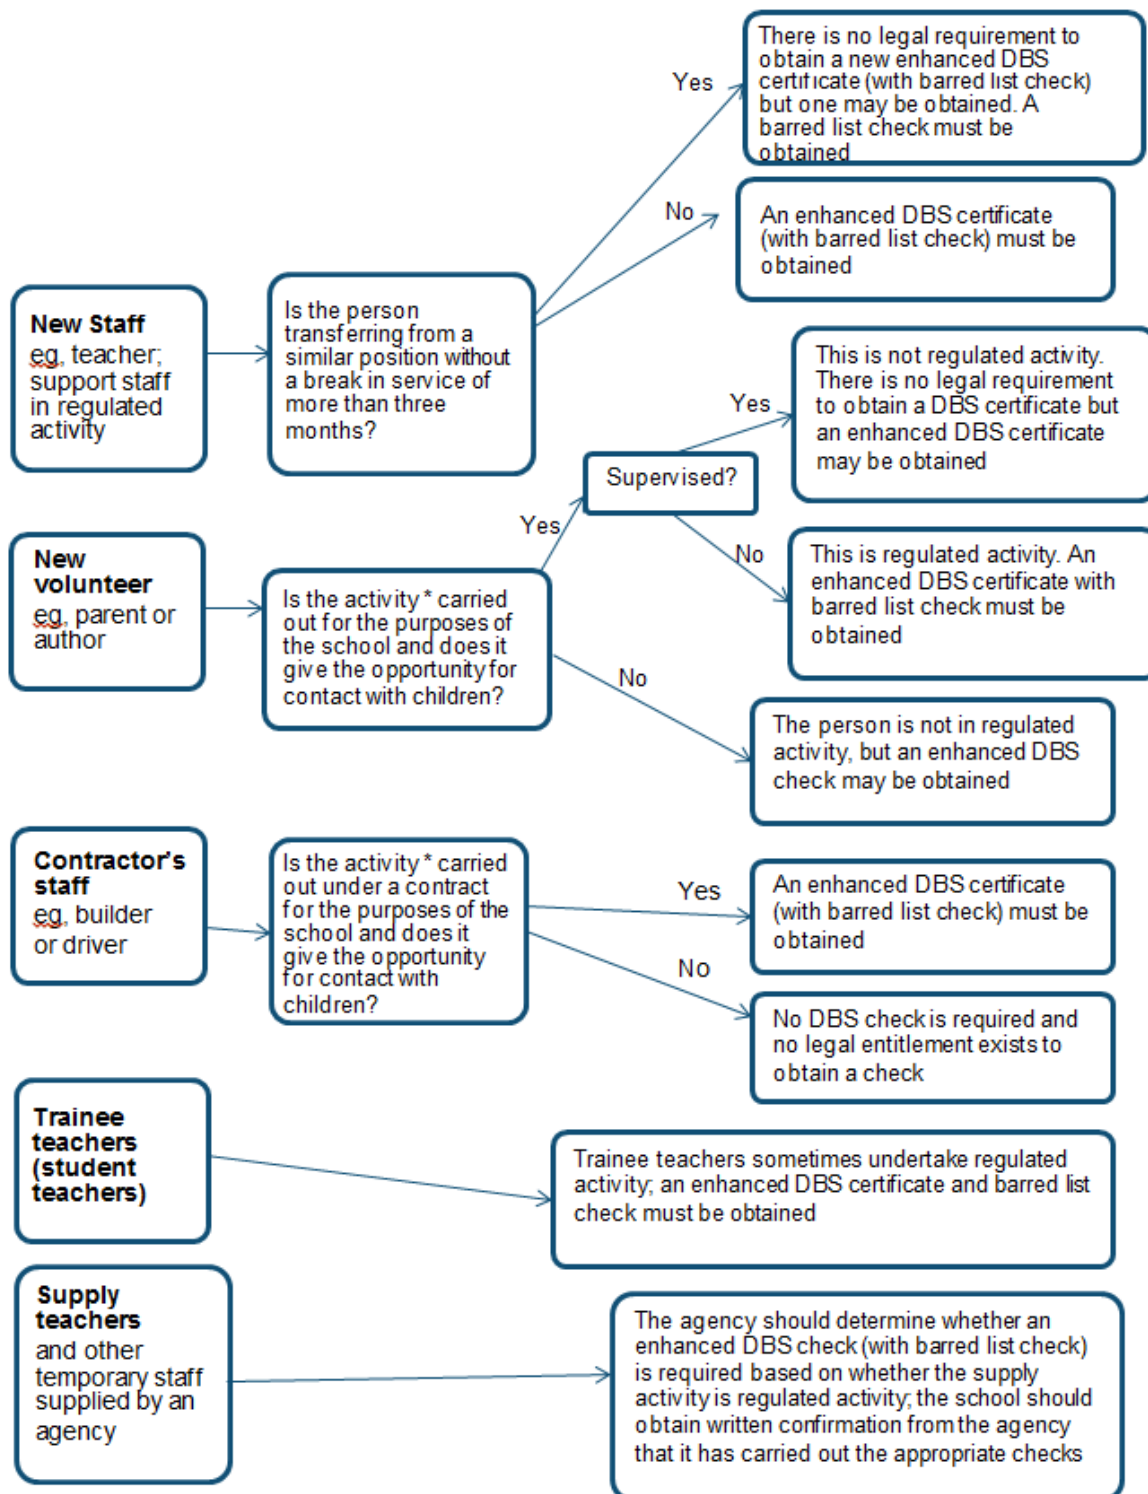 There is no legal requirement to
obtain a new enhanced DBS
certificate (with barred list check)
but one may be obtained. A
barred list check must be
obtained
Yes
No
An enhanced DBS certificate
(with barred list check) must be
obtained
New Staff
eg, teacher;
support staff
in regulated
activity
Is the person
transferring from a
similar position without
a break in service of
more than three
months?
This is not regulated activity.
There is no legal requirement
to obtain a DBS certificate but
an enhanced DBS certificate
may be obtained
Yes
Supervised?
Yes
No
This is regulated activity. An
enhanced DBS certificate with
barred list check must be
obtained
New
volunteer
eg, parent or
author
Is the activity * carried
out for the purposes of
the school and does it
give the opportunity for
contact with children?
No
The person is not in regulated
activity, but an enhanced DBS
check may be obtained
Contractor's
staff
eg, builder
or driver
Is the activity * carried
out under a contract
for the purposes of the
school and does it
give the opportunity
for contact with
children?
Yes
An enhanced DBS certificate
(with barred list check) must be
obtained
No
No DBS check is required and
no legal entitlement exists to
obtain a check
Trainee
teachers
(student
teachers)
Trainee teachers sometimes undertake regulated
activity; an enhanced DBS certificate and barred list
check must be obtained
Supply
teachers
and other
temporary staff
supplied by an
agency
The agency should determine whether an
enhanced DBS check (with barred list check)
is required based on whether the supply
activity is regulated activity; the school should
obtain written confirmation from the agency
that it has carried out the appropriate checks